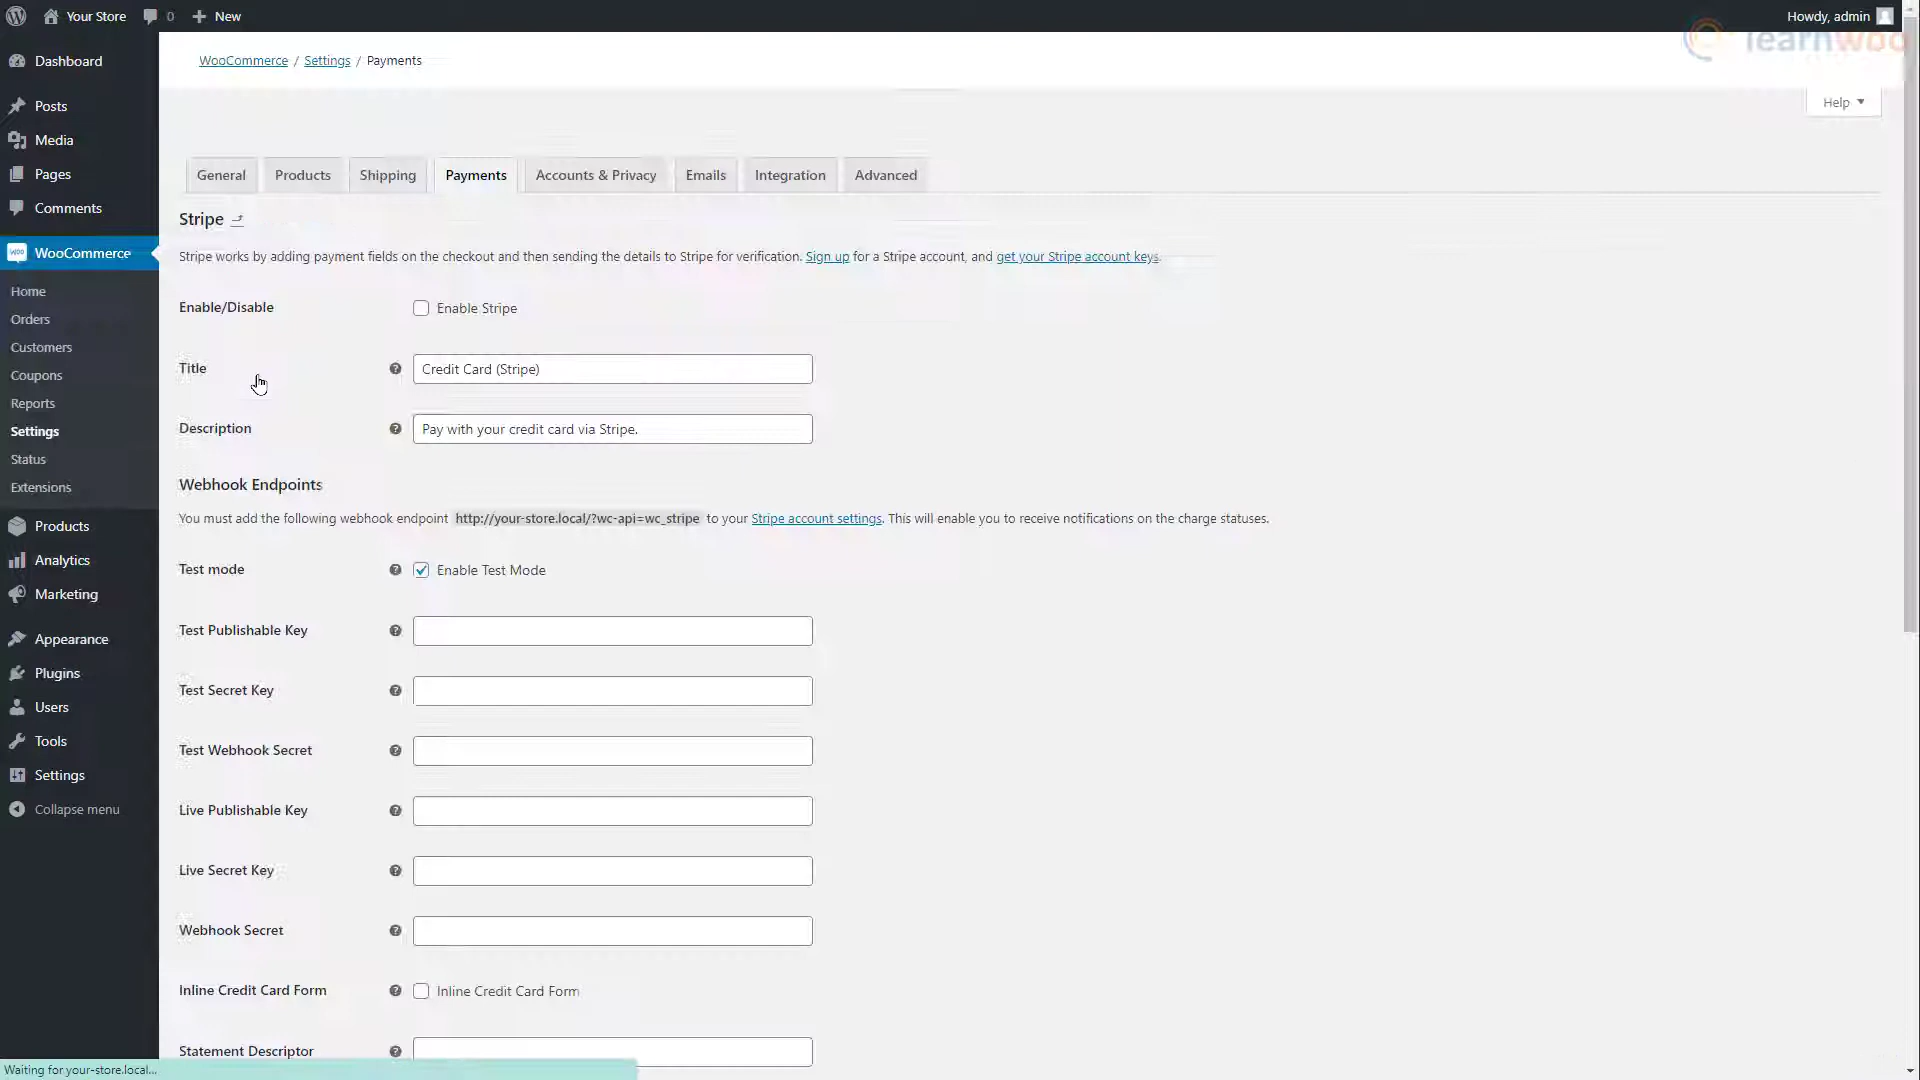 Your Store 0 New Howdy, admin
learnwoo
WooCommerce / Settings / Payments
Help
Dashboard
Posts
Media
Pages
Comments
WooCommerce
Home
Orders
Customers
Coupons
Reports
Settings
Status
Extensions
Products
Analytics
Marketing
Appearance
Plugins
Users
Tools
Settings
Collapse menu
General Products Shipping Payments Accounts & Privacy Emails Integration Advanced
Stripe
Stripe works by adding payment fields on the checkout and then sending the details to Stripe for verification. Sign up for a Stripe account, and get your Stripe account keys.
Enable/Disable Enable Stripe
Title Credit Card (Stripe)
Description Pay with your credit card via Stripe.
Webhook Endpoints
You must add the following webhook endpoint http://your-store.local/?wc-api=wc_stripe to your Stripe account settings. This will enable you to receive notifications on the charge statuses.
Test mode Enable Test Mode
Test Publishable Key
Test Secret Key
Test Webhook Secret
Live Publishable Key
Live Secret Key
Webhook Secret
Inline Credit Card Form Inline Credit Card Form
Statement Descriptor
Waiting for your-store.local...